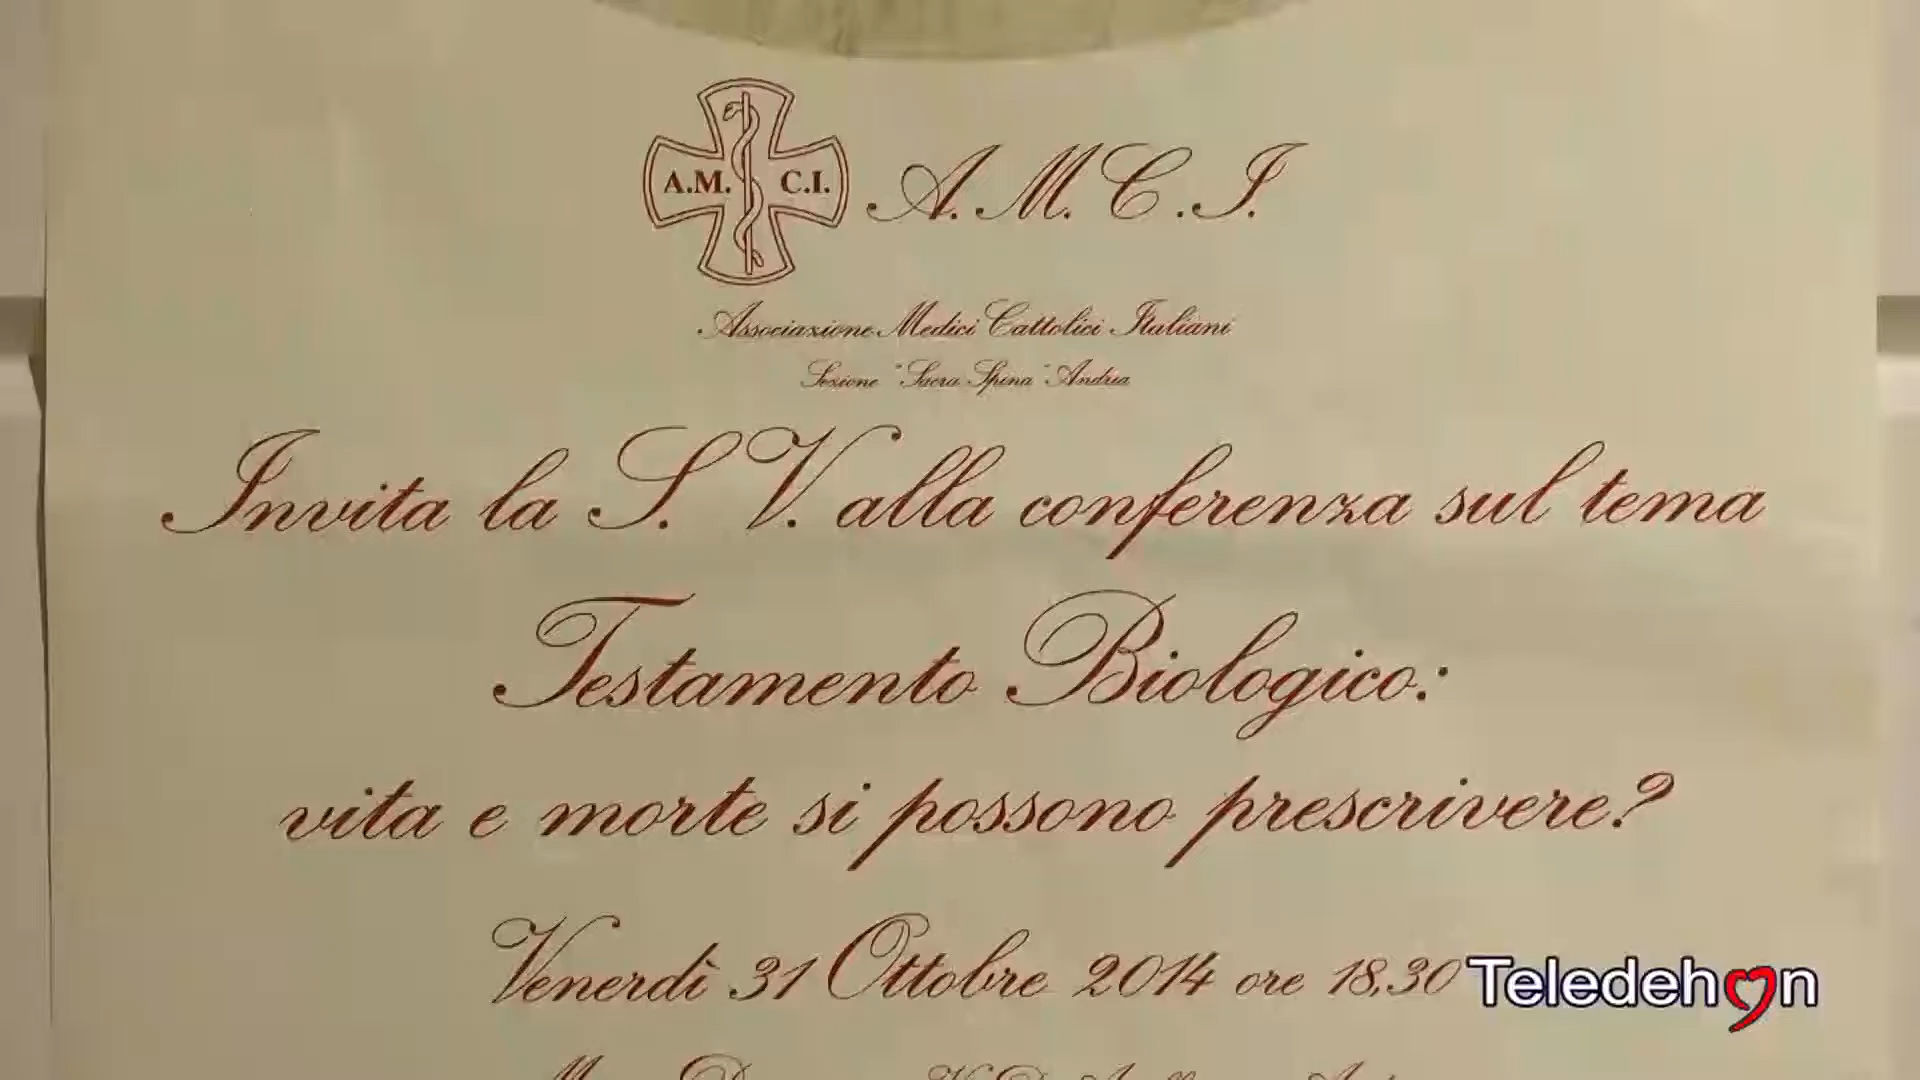 A.M. C.I. A.M.C.I.
Associazione Medici Cattolici Italiani
Sezione "Sacra Spina" Andria
Invita la S. V. alla conferenza sul tema
Testamento Biologico:
vita e morte si possono prescrivere?
Venerdì 31 Ottobre 2014 ore 18,30
Teledehon